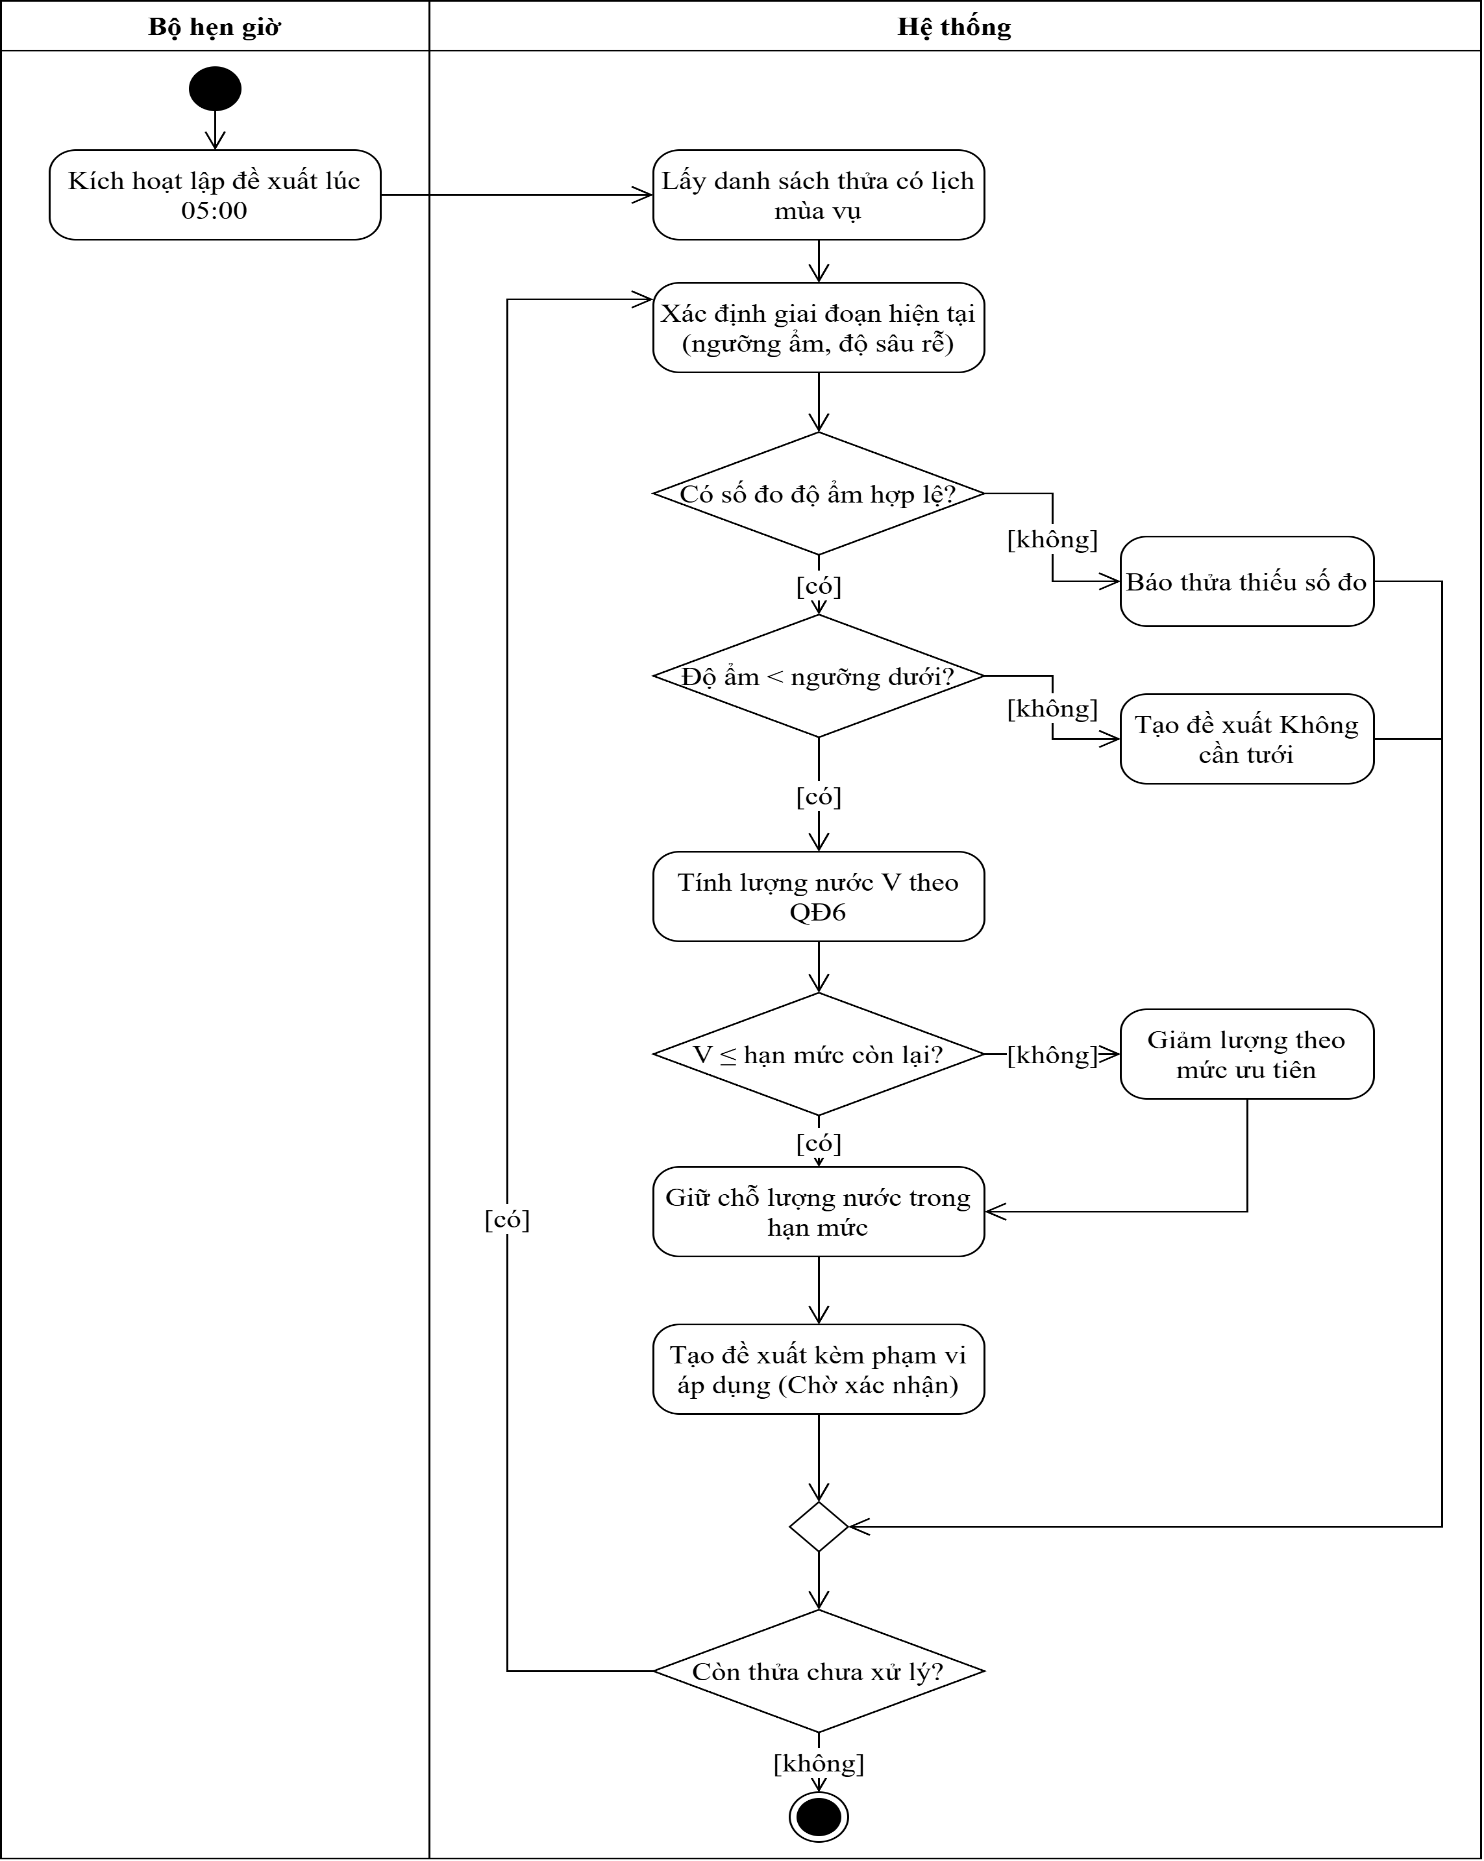 Bộ hẹn giờ
Hệ thống
Kích hoạt lập đề xuất lúc
05:00
Lấy danh sách thửa có lịch
mùa vụ
Xác định giai đoạn hiện tại
(ngưỡng ẩm, độ sâu rễ)
Có số đo độ ẩm hợp lệ?
[không]
Báo thửa thiếu số đo
[có]
Độ ẩm < ngưỡng dưới?
[không]
Tạo đề xuất Không
cần tưới
[có]
Tính lượng nước V theo
QĐ6
V ≤ hạn mức còn lại?
[không]
Giảm lượng theo
mức ưu tiên
[có]
Giữ chỗ lượng nước trong
hạn mức
[có]
Tạo đề xuất kèm phạm vi
áp dụng (Chờ xác nhận)
Còn thửa chưa xử lý?
[không]